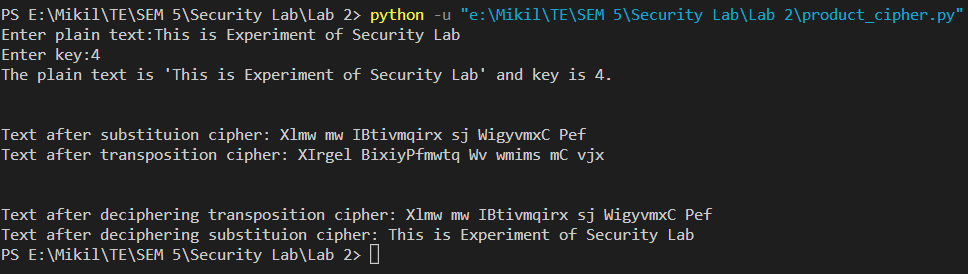 PS E:\Mikil\TE\SEM 5\Security Lab\Lab 2> python -u "e:\Mikil\TE\SEM 5\Security Lab\Lab 2\product_cipher.py"
Enter plain text:This is Experiment of Security Lab
Enter key:4
The plain text is 'This is Experiment of Security Lab' and key is 4.
Text after substituion cipher: Xlmw mw IBtivmqirx sj WigyvmxC Pef
Text after transposition cipher: XIrgel BixiyPfmwtq Wv wmims mC vjx
Text after deciphering transposition cipher: Xlmw mw IBtivmqirx sj WigyvmxC Pef
Text after deciphering substituion cipher: This is Experiment of Security Lab
PS E:\Mikil\TE\SEM 5\Security Lab\Lab 2>